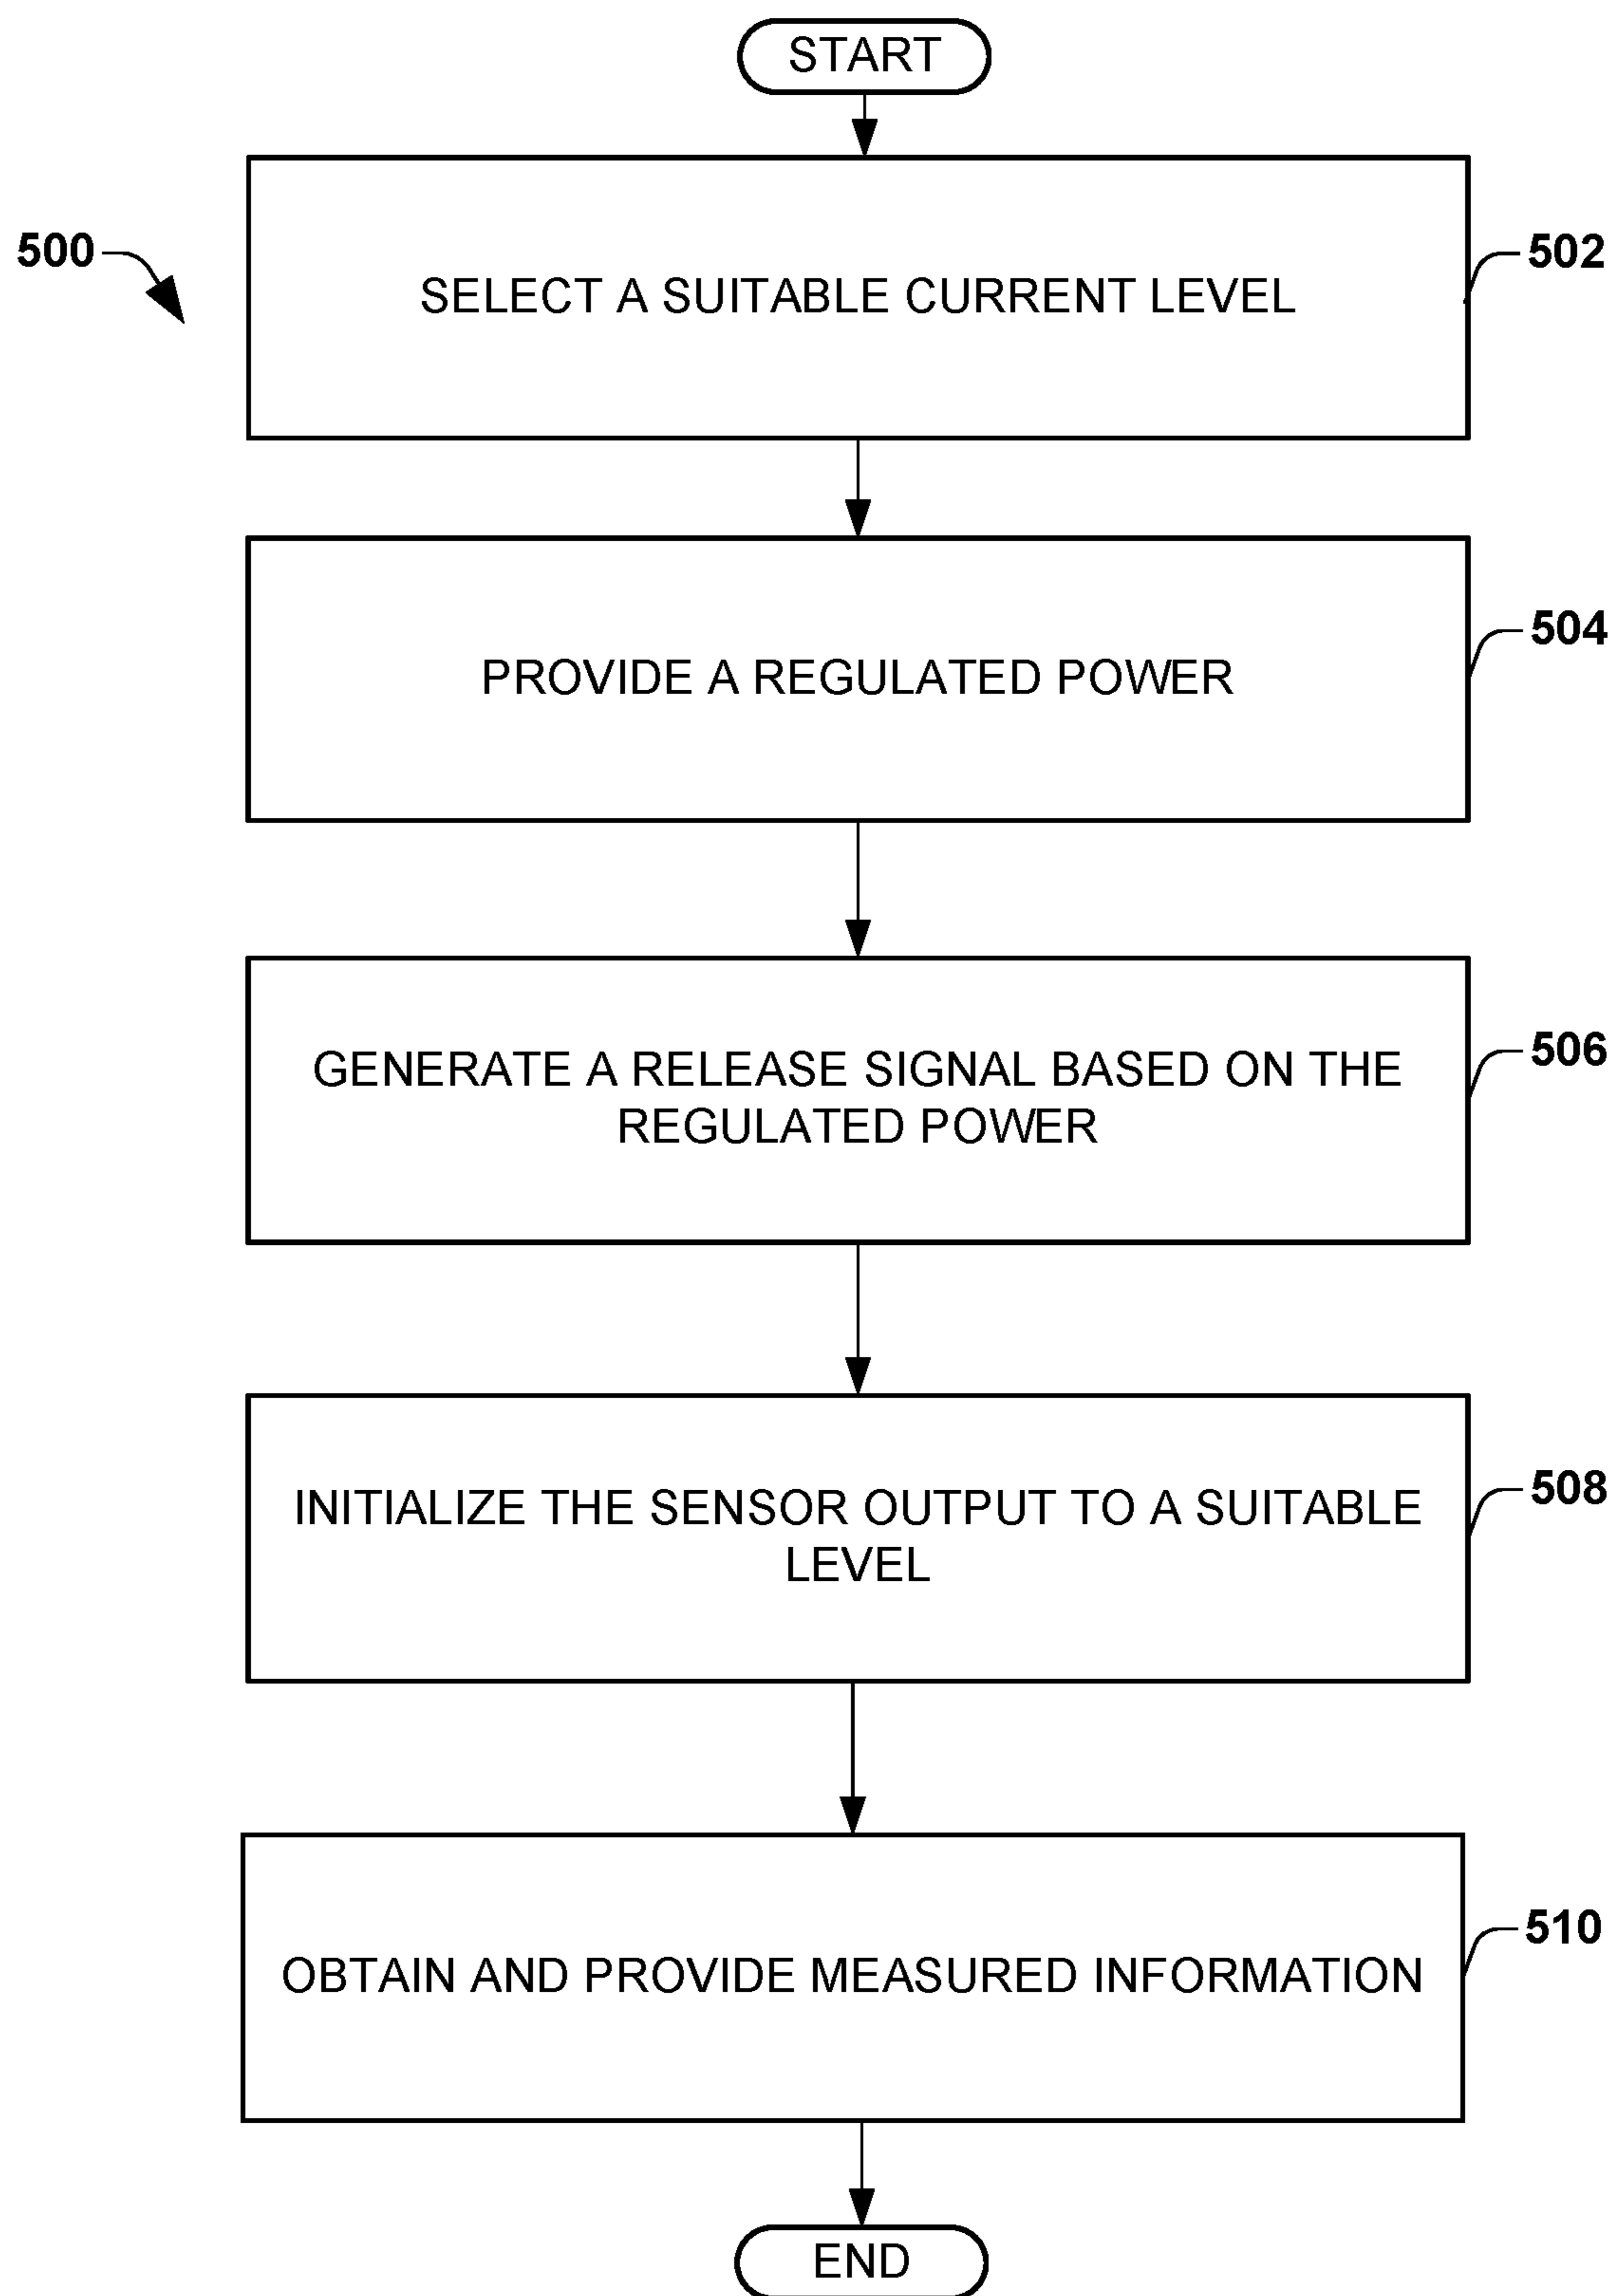 START
500
502
SELECT A SUITABLE CURRENT LEVEL
504
PROVIDE A REGULATED POWER
506
GENERATE A RELEASE SIGNAL BASED ON THE
REGULATED POWER
508
INITIALIZE THE SENSOR OUTPUT TO A SUITABLE
LEVEL
510
OBTAIN AND PROVIDE MEASURED INFORMATION
END